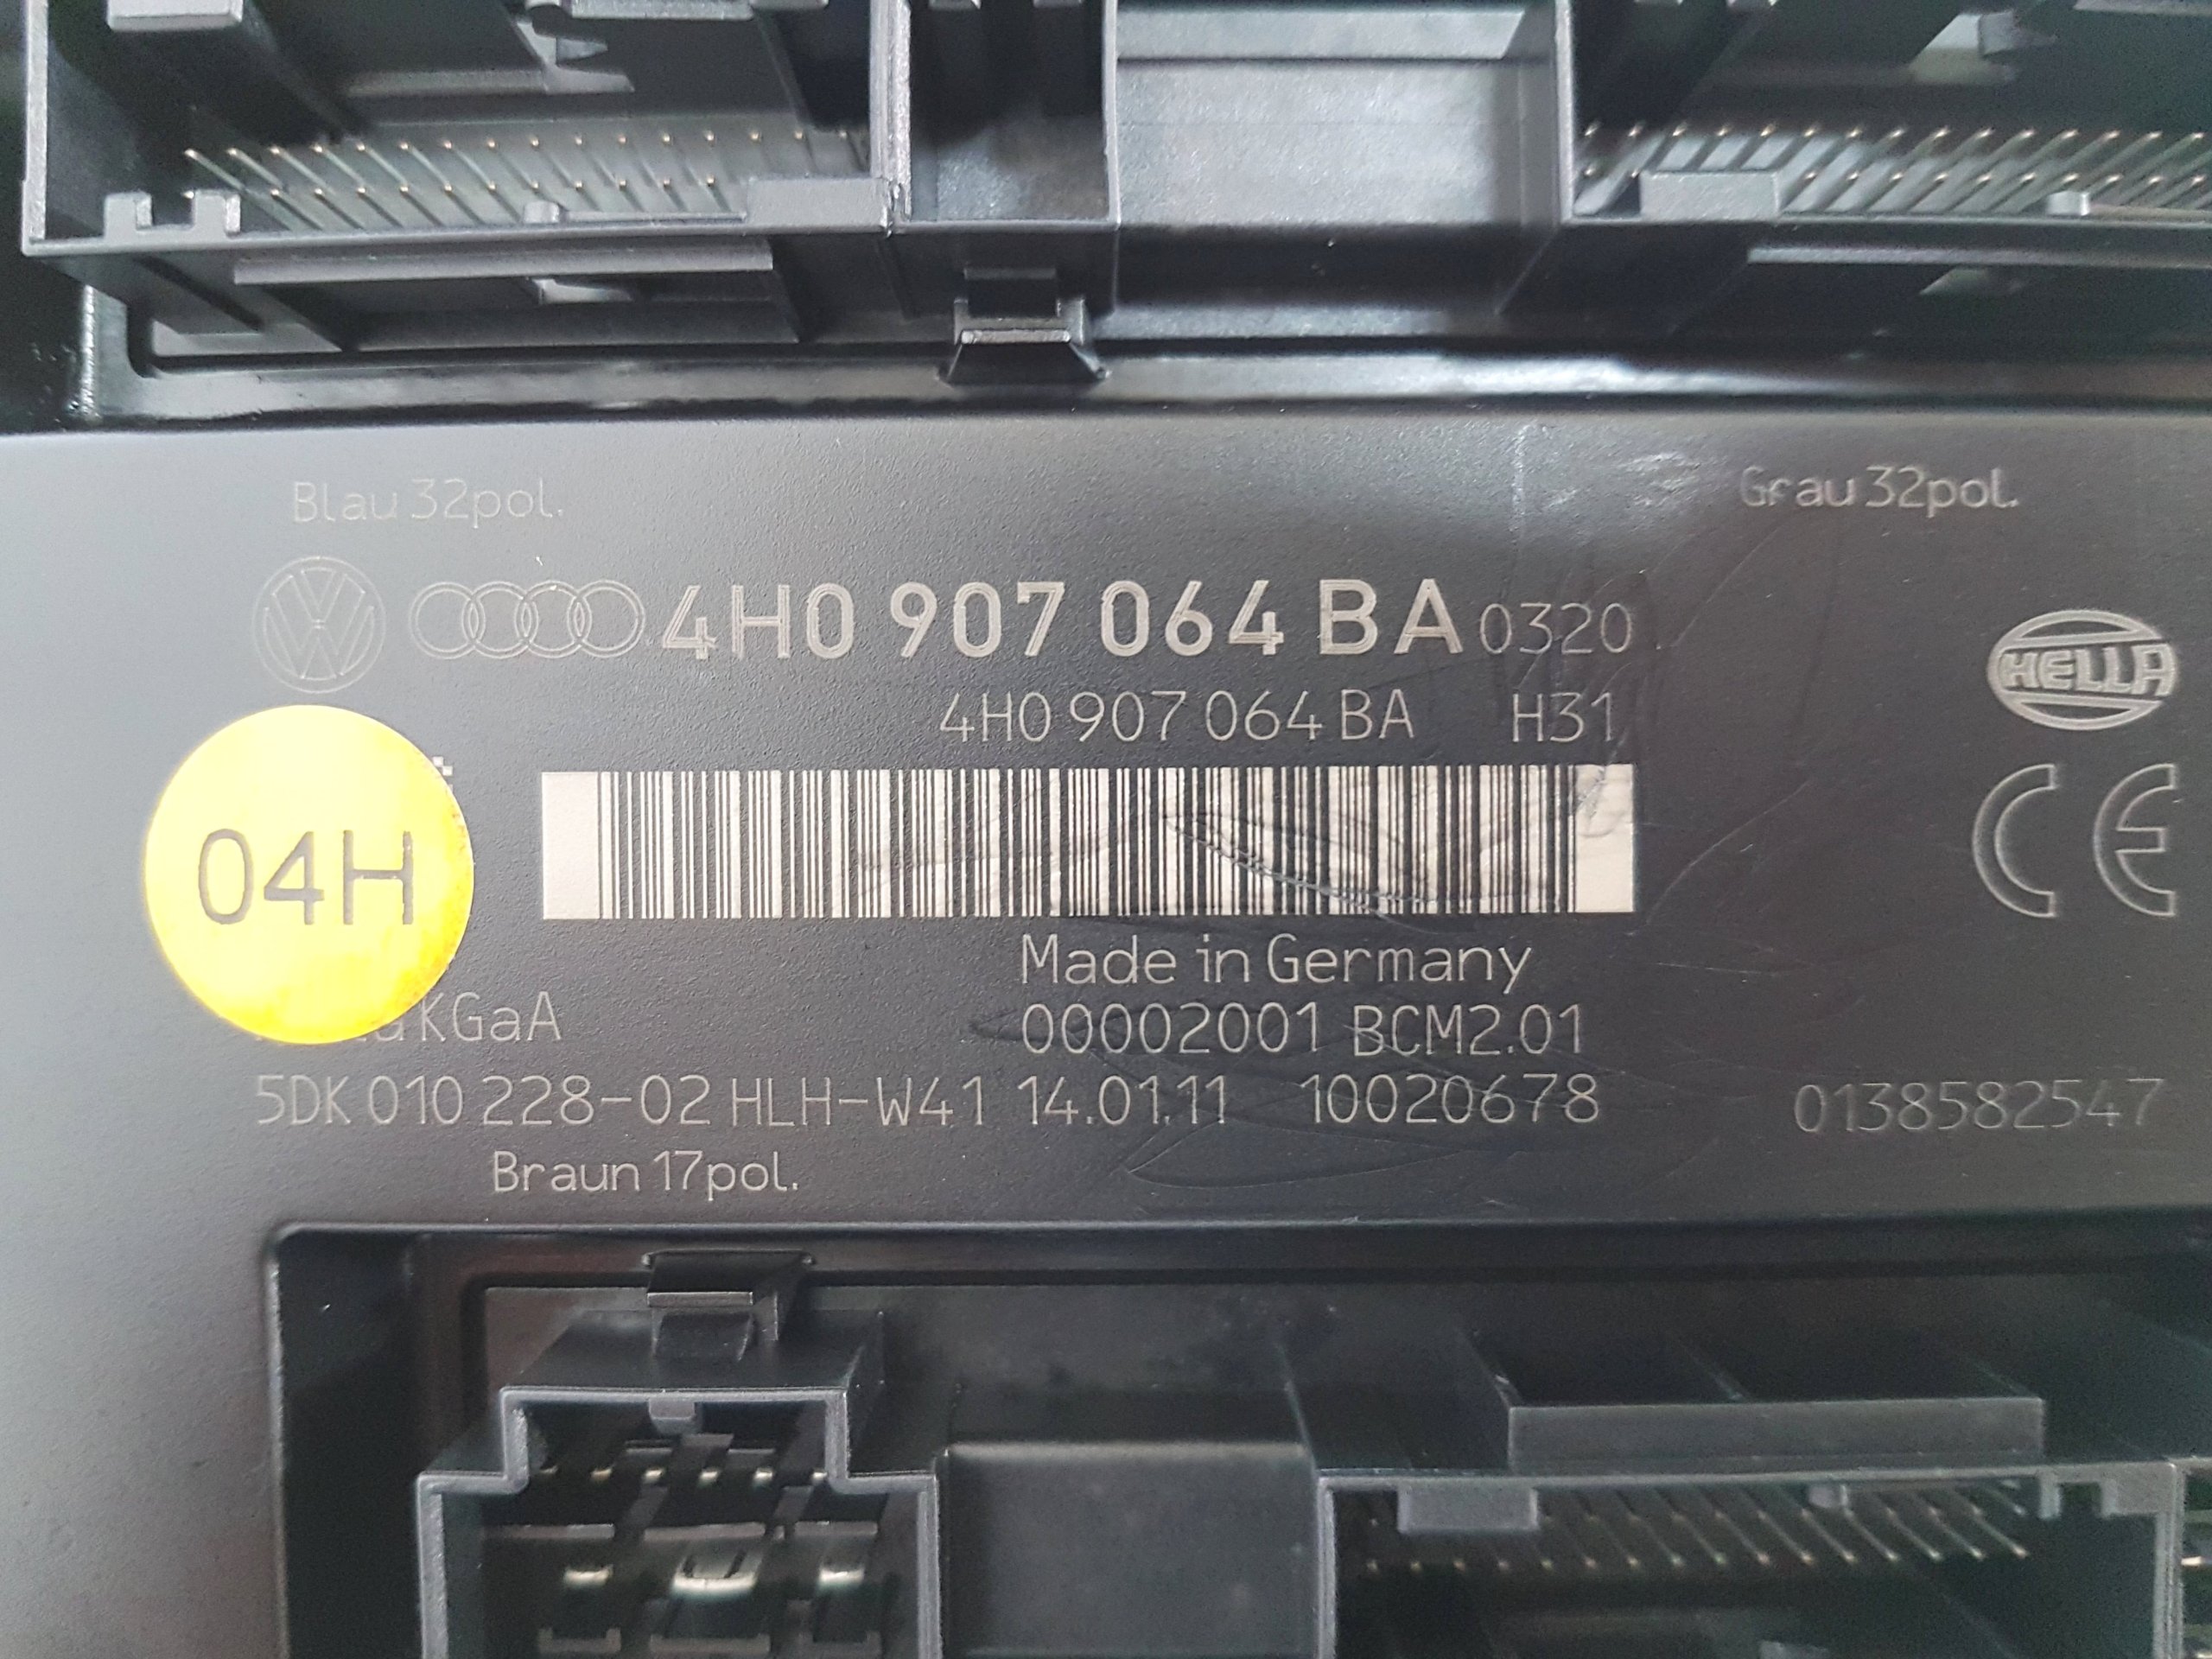 Blau 32pol.
Grau 32pol.
4H0 907 064 BA 0320
HELLA
4H0 907 064 BA H31
04H
CE
Made in Germany
KGaA
00002001 BCM2.01
5DK 010 228-02 HLH-W41 14.01.11 10020678
0138582547
Braun 17pol.